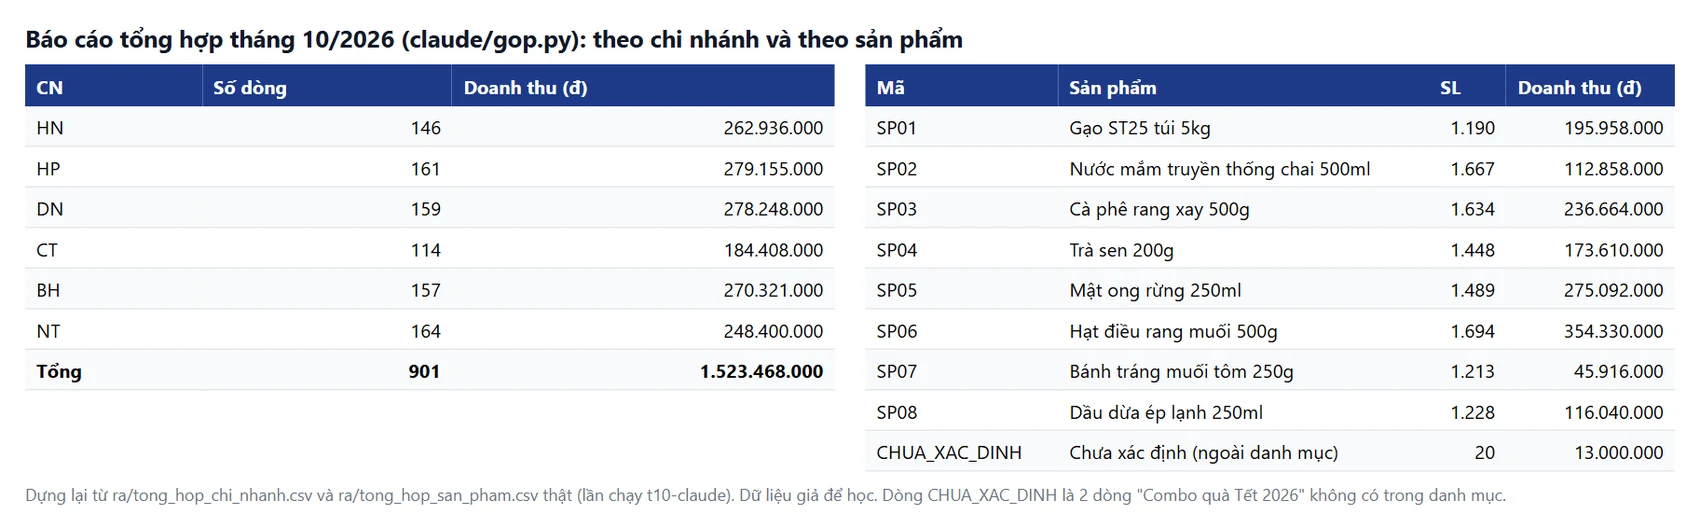 Báo cáo tổng hợp tháng 10/2026 (claude/gop.py): theo chi nhánh và theo sản phẩm
CN Số dòng Doanh thu (đ)
HN 146 262.936.000
HP 161 279.155.000
DN 159 278.248.000
CT 114 184.408.000
BH 157 270.321.000
NT 164 248.400.000
Tổng 901 1.523.468.000
Mã Sản phẩm SL Doanh thu (đ)
SP01 Gạo ST25 túi 5kg 1.190 195.958.000
SP02 Nước mắm truyền thống chai 500ml 1.667 112.858.000
SP03 Cà phê rang xay 500g 1.634 236.664.000
SP04 Trà sen 200g 1.448 173.610.000
SP05 Mật ong rừng 250ml 1.489 275.092.000
SP06 Hạt điều rang muối 500g 1.694 354.330.000
SP07 Bánh tráng muối tôm 250g 1.213 45.916.000
SP08 Dầu dừa ép lạnh 250ml 1.228 116.040.000
CHUA_XAC_DINH Chưa xác định (ngoài danh mục) 20 13.000.000
Dựng lại từ ra/tong_hop_chi_nhanh.csv và ra/tong_hop_san_pham.csv thật (lần chạy t10-claude). Dữ liệu giả để học. Dòng CHUA_XAC_DINH là 2 dòng "Combo quà Tết 2026" không có trong danh mục.